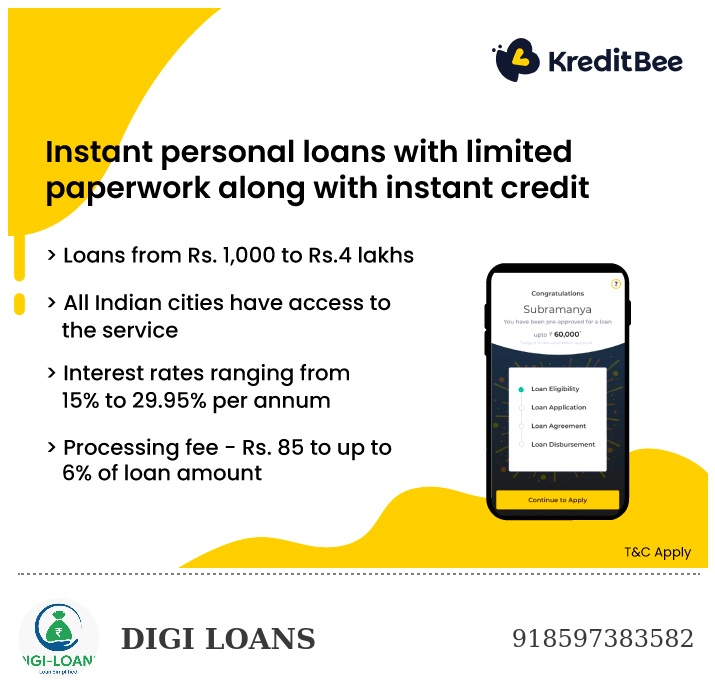 KreditBee
Instant personal loans with limited
paperwork along with instant credit
> Loans from Rs. 1,000 to Rs.4 lakhs
> All Indian cities have access to
the service
> Interest rates ranging from
15% to 29.95% per annum
> Processing fee - Rs. 85 to up to
6% of loan amount
?
Congratulations
Subramanya
You have been pre-approved for a loan
upto ₹ 60,000*
Loan Eligibility
Loan Application
Loan Agreement
Loan Disbursement
Continue to Apply
T&C Apply
₹
IGI-LOAN
Loan Simplified
DIGI LOANS
918597383582